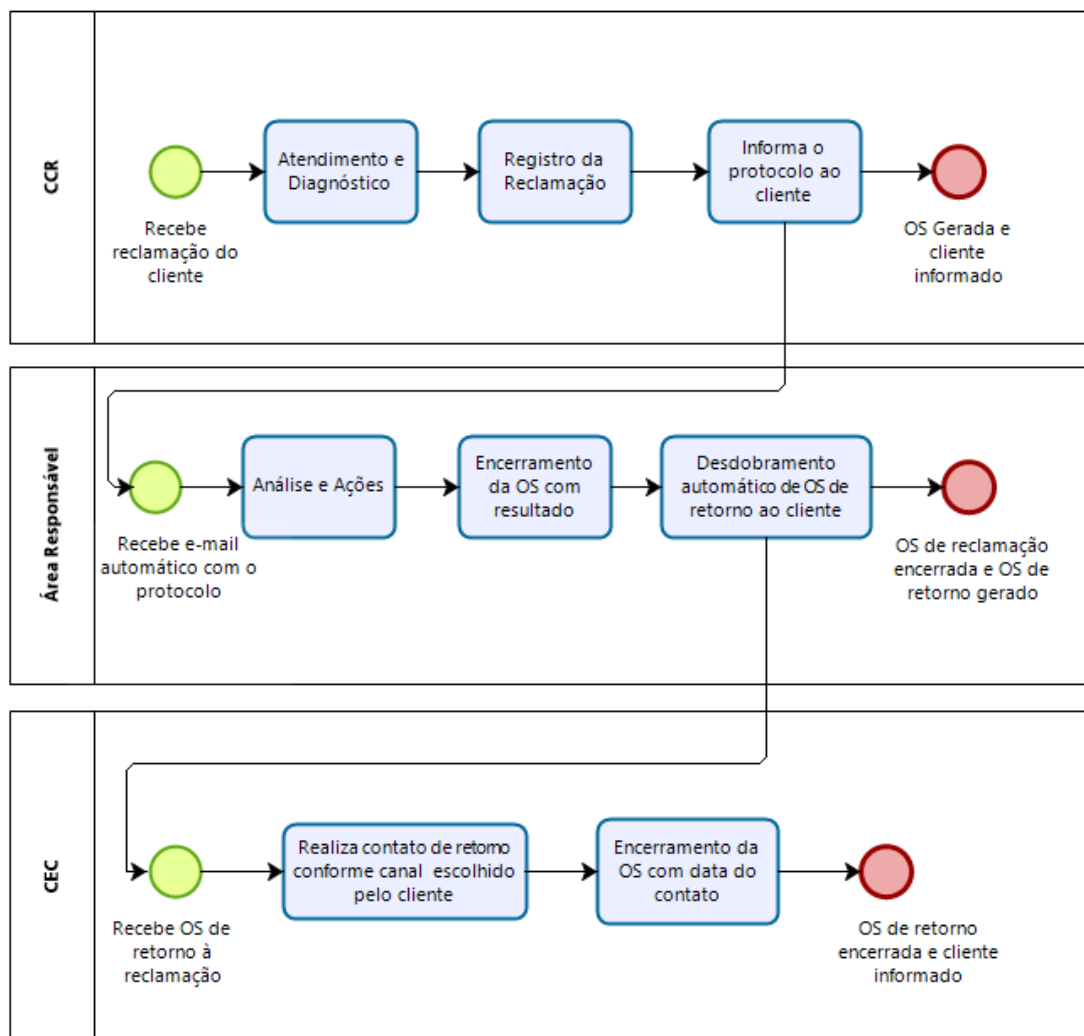 CCR
Atendimento e
Diagnóstico
Registro da
Reclamação
Informa o
protocolo ao
cliente
Recebe
reclamação do
cliente
OS Gerada e
cliente
informado
Área Responsável
Análise e Ações
Encerramento
da OS com
resultado
Desdobramento
automático de OS de
retorno ao cliente
Recebe e-mail
automático com o
protocolo
OS de reclamação
encerrada e OS de
retorno gerado
CEC
Realiza contato de retorno
conforme canal escolhido
pelo cliente
Encerramento da
OS com data do
contato
Recebe OS de
retorno à
reclamação
OS de retorno
encerrada e cliente
informado